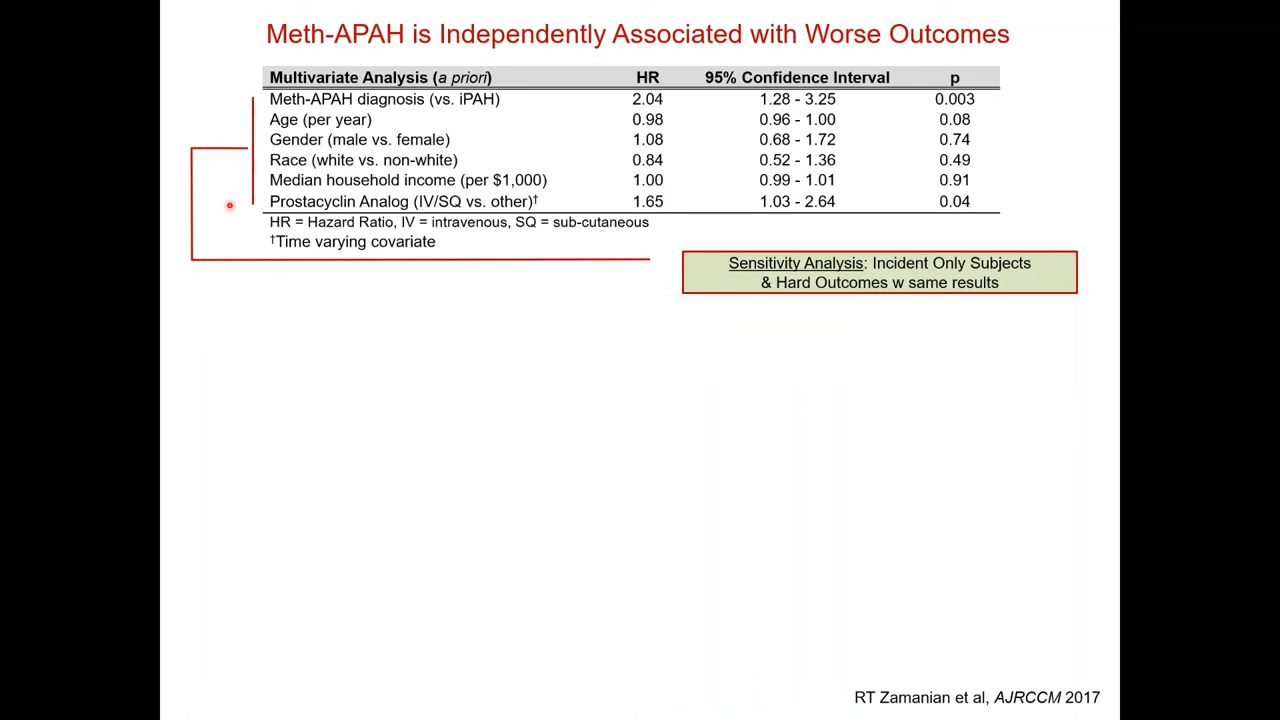 Meth-APAH is Independently Associated with Worse Outcomes
Multivariate Analysis (a priori) HR 95% Confidence Interval p
Meth-APAH diagnosis (vs. iPAH) 2.04 1.28 - 3.25 0.003
Age (per year) 0.98 0.96 - 1.00 0.08
Gender (male vs. female) 1.08 0.68 - 1.72 0.74
Race (white vs. non-white) 0.84 0.52 - 1.36 0.49
Median household income (per $1,000) 1.00 0.99 - 1.01 0.91
Prostacyclin Analog (IV/SQ vs. other)† 1.65 1.03 - 2.64 0.04
HR = Hazard Ratio, IV = intravenous, SQ = sub-cutaneous
†Time varying covariate
Sensitivity Analysis: Incident Only Subjects
& Hard Outcomes w same results
RT Zamanian et al, AJRCCM 2017